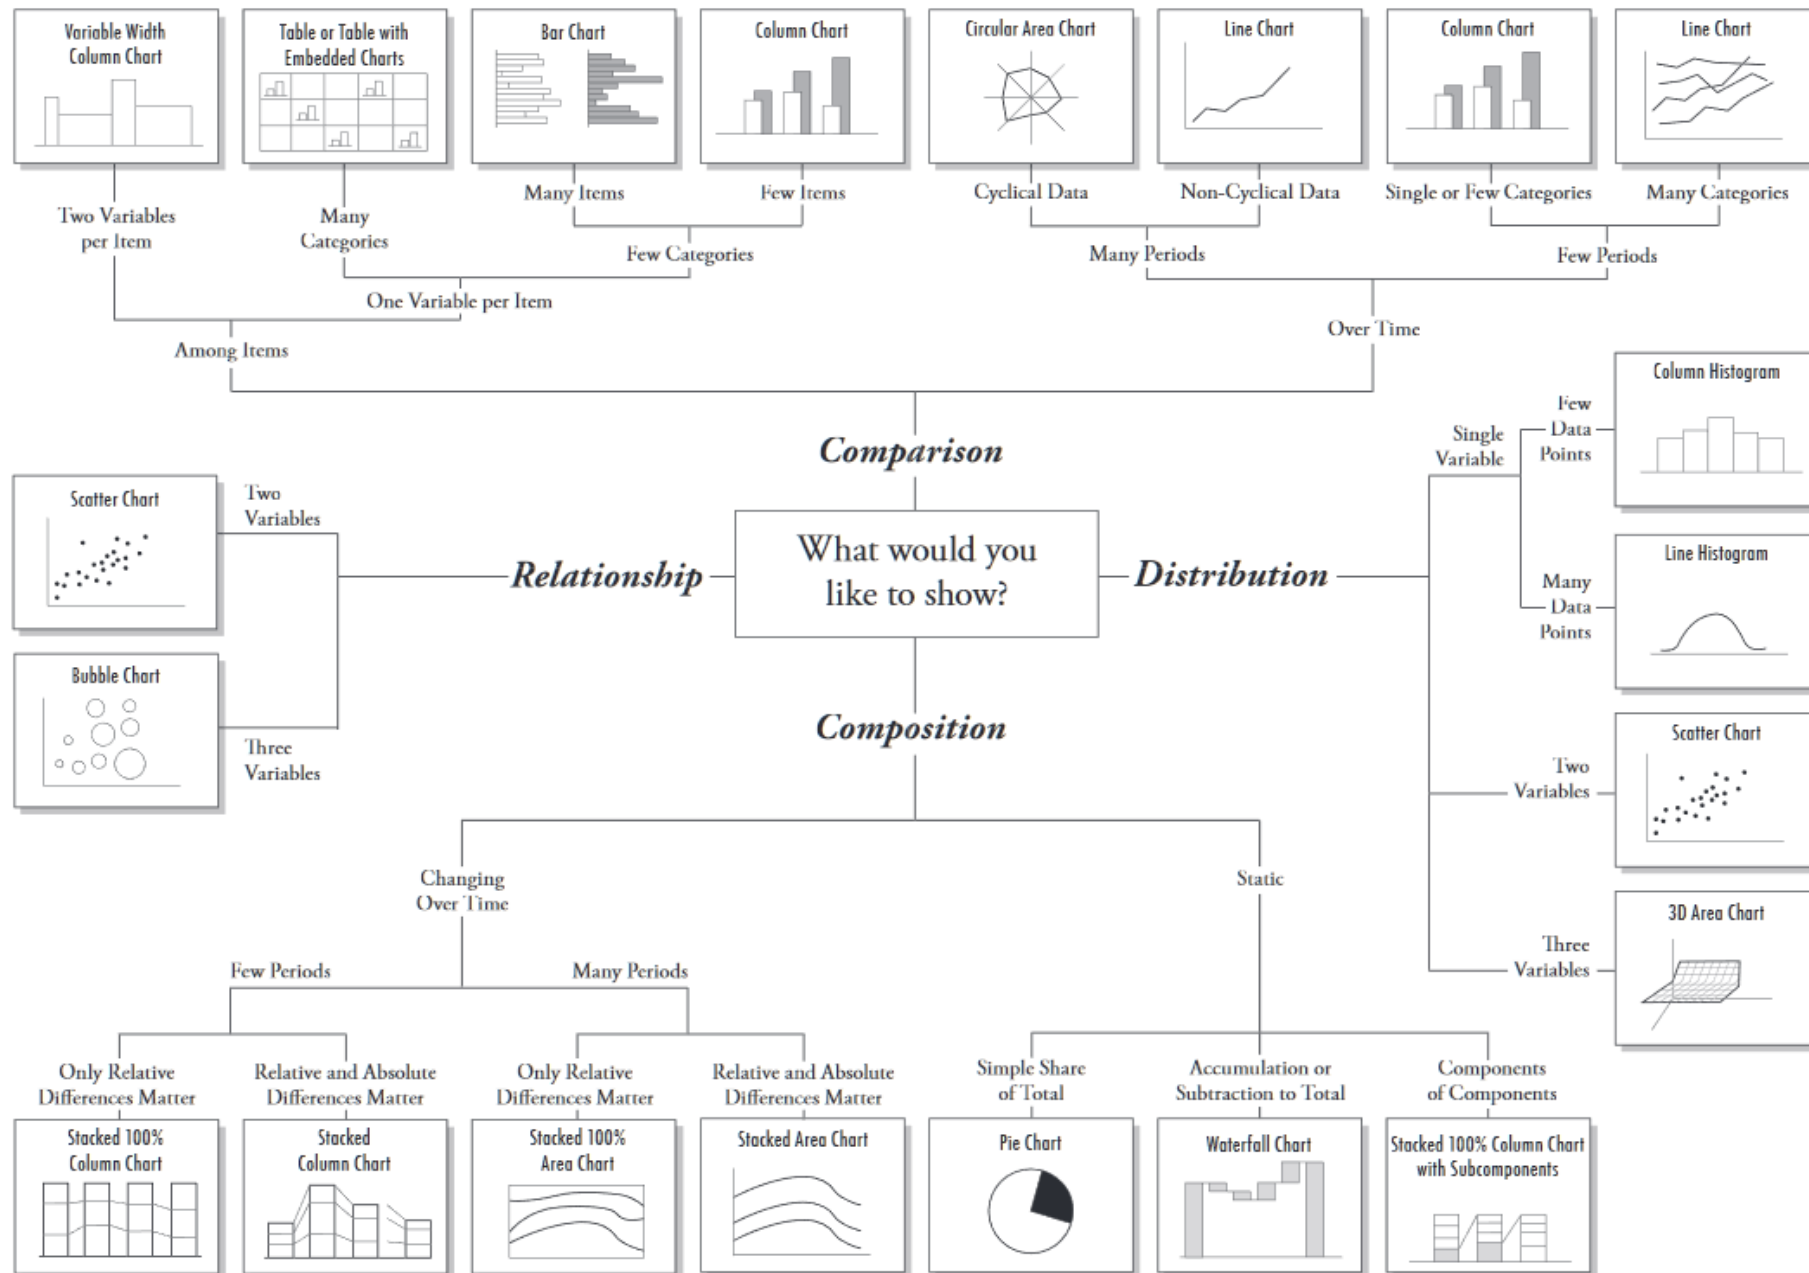 Variable Width
Column Chart
Table or Table with
Embedded Charts
Bar Chart
Column Chart
Circular Area Chart
Line Chart
Column Chart
Line Chart
Two Variables
per Item
Many
Categories
Many Items
Few Items
Cyclical Data
Non-Cyclical Data
Single or Few Categories
Many Categories
Few Categories
Many Periods
Few Periods
One Variable per Item
Over Time
Among Items
Comparison
What would you
like to show?
Relationship
Two
Variables
Scatter Chart
Three
Variables
Bubble Chart
Distribution
Single
Variable
Few
Data
Points
Column Histogram
Many
Data
Points
Line Histogram
Two
Variables
Scatter Chart
Three
Variables
3D Area Chart
Composition
Changing
Over Time
Static
Few Periods
Many Periods
Only Relative
Differences Matter
Relative and Absolute
Differences Matter
Only Relative
Differences Matter
Relative and Absolute
Differences Matter
Simple Share
of Total
Accumulation or
Subtraction to Total
Components
of Components
Stacked 100%
Column Chart
Stacked
Column Chart
Stacked 100%
Area Chart
Stacked Area Chart
Pie Chart
Waterfall Chart
Stacked 100% Column Chart
with Subcomponents